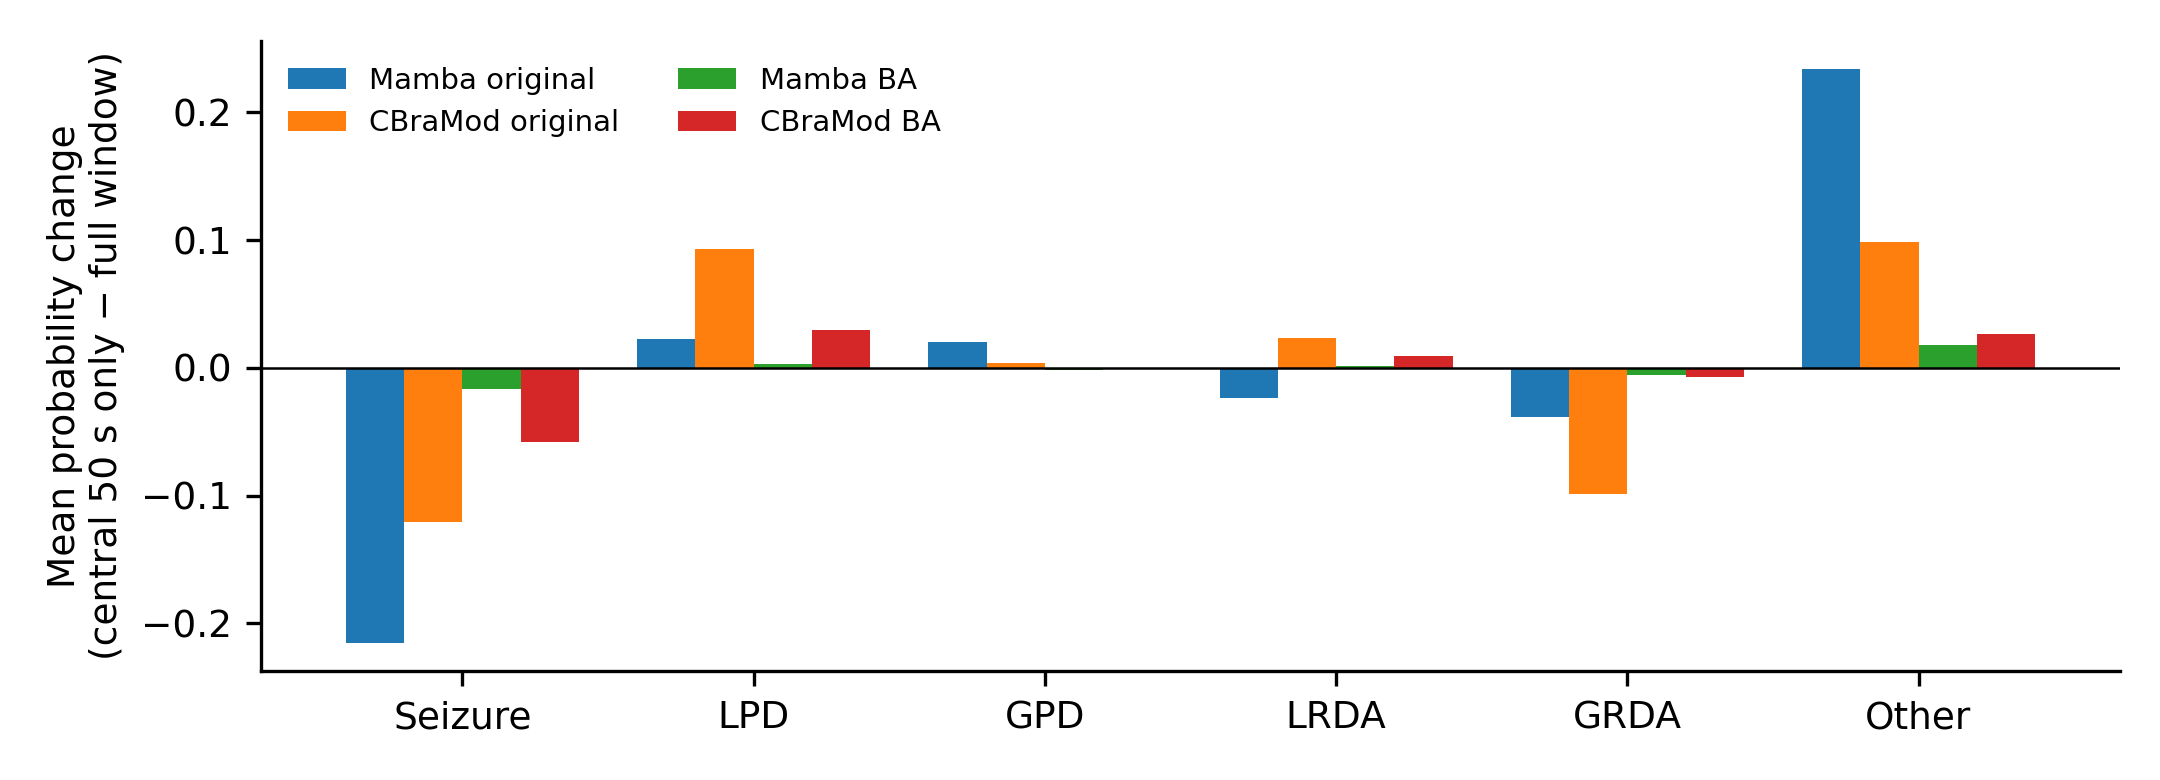 Mean probability change
(central 50 s only − full window)
0.2
0.1
0.0
−0.1
−0.2
Mamba original
CBraMod original
Mamba BA
CBraMod BA
Seizure
LPD
GPD
LRDA
GRDA
Other